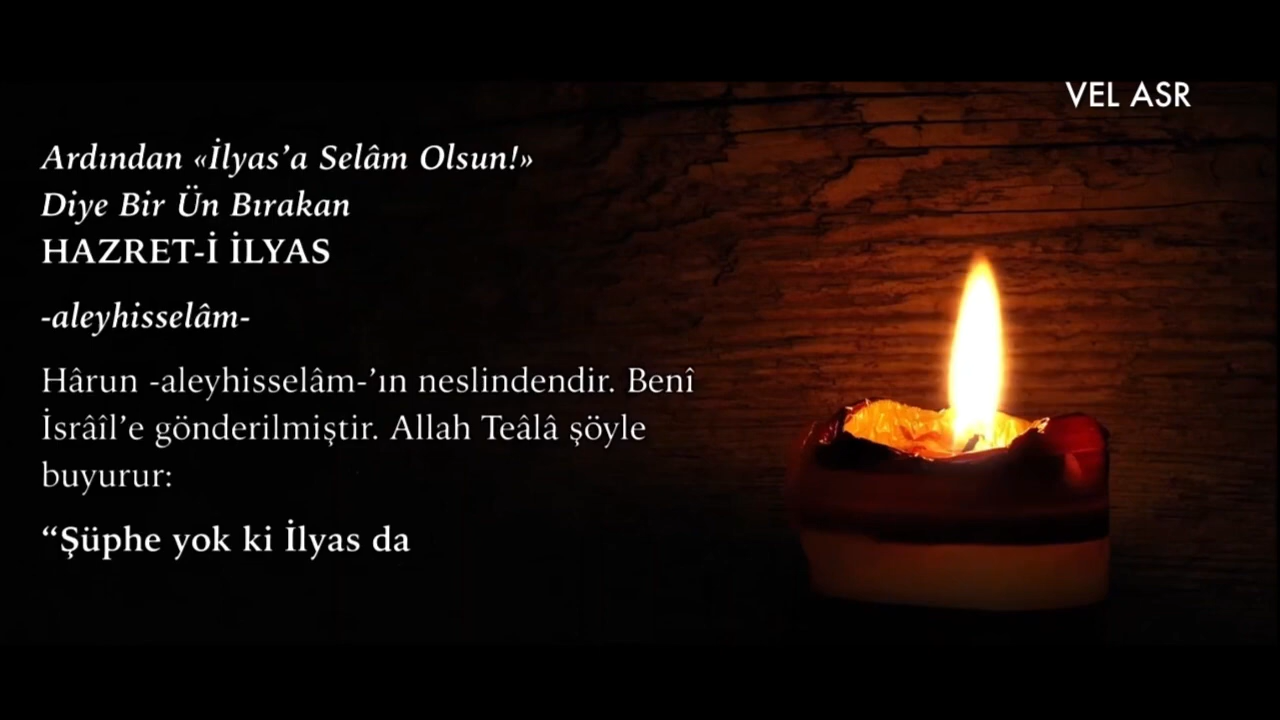 VEL ASR
Ardından «İlyas’a Selâm Olsun!»
Diye Bir Ün Bırakan
HAZRET-İ İLYAS
-aleyhisselâm-
Hârun -aleyhisselâm-’ın neslindendir. Benî
İsrâîl’e gönderilmiştir. Allah Teâlâ şöyle
buyurur:
“Şüphe yok ki İlyas da